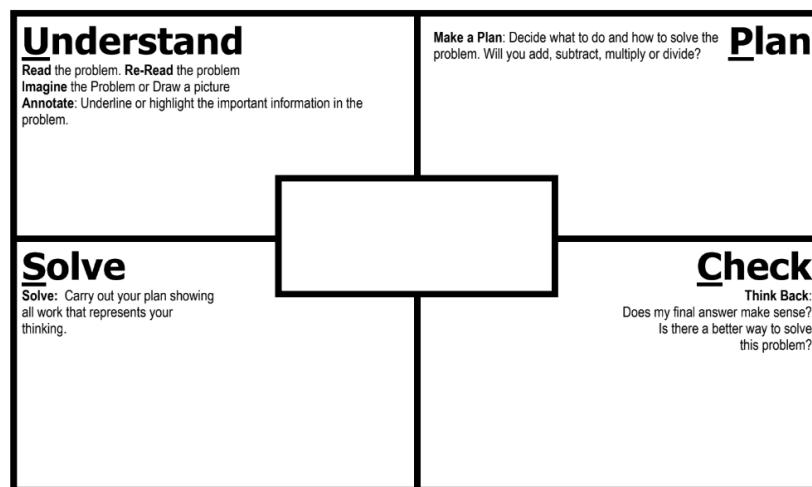 Understand
Read the problem. Re-Read the problem
Imagine the Problem or Draw a picture
Annotate: Underline or highlight the important information in the
problem.
Make a Plan: Decide what to do and how to solve the
problem. Will you add, subtract, multiply or divide?
Plan
Solve
Solve: Carry out your plan showing
all work that represents your
thinking.
Check
Think Back:
Does my final answer make sense?
Is there a better way to solve
this problem?